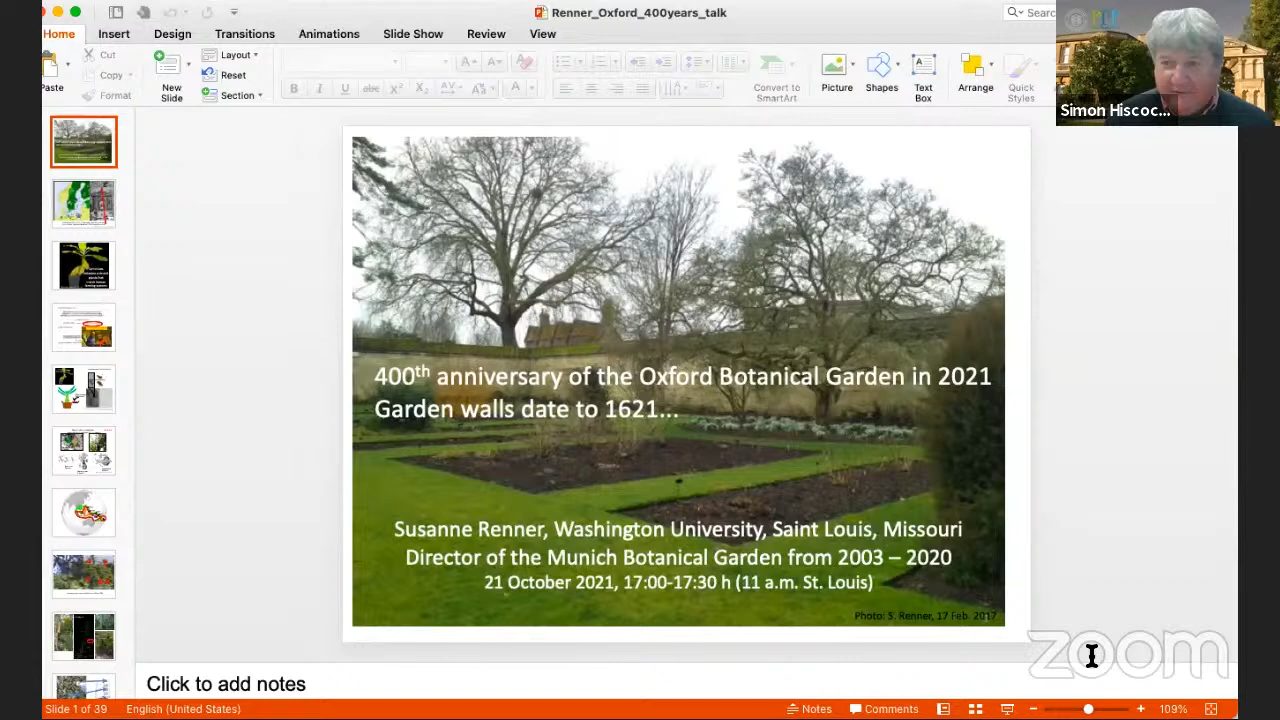 Renner_Oxford_400years_talk
Searc
Home Insert Design Transitions Animations Slide Show Review View
Paste
Cut
Copy
Format
New
Slide
Layout
Reset
Section
Convert to
SmartArt
Picture
Shapes
Text
Box
Arrange
Quick
Styles
Simon Hiscoc...
400th anniversary of the Oxford Botanical Garden in 2021
Garden walls date to 1621...
Susanne Renner, Washington University, Saint Louis, Missouri
Director of the Munich Botanical Garden from 2003 – 2020
21 October 2021, 17:00-17:30 h (11 a.m. St. Louis)
Photo: S. Renner, 17 Feb. 2017
zoom
Click to add notes
Slide 1 of 39 English (United States) Notes Comments 109%